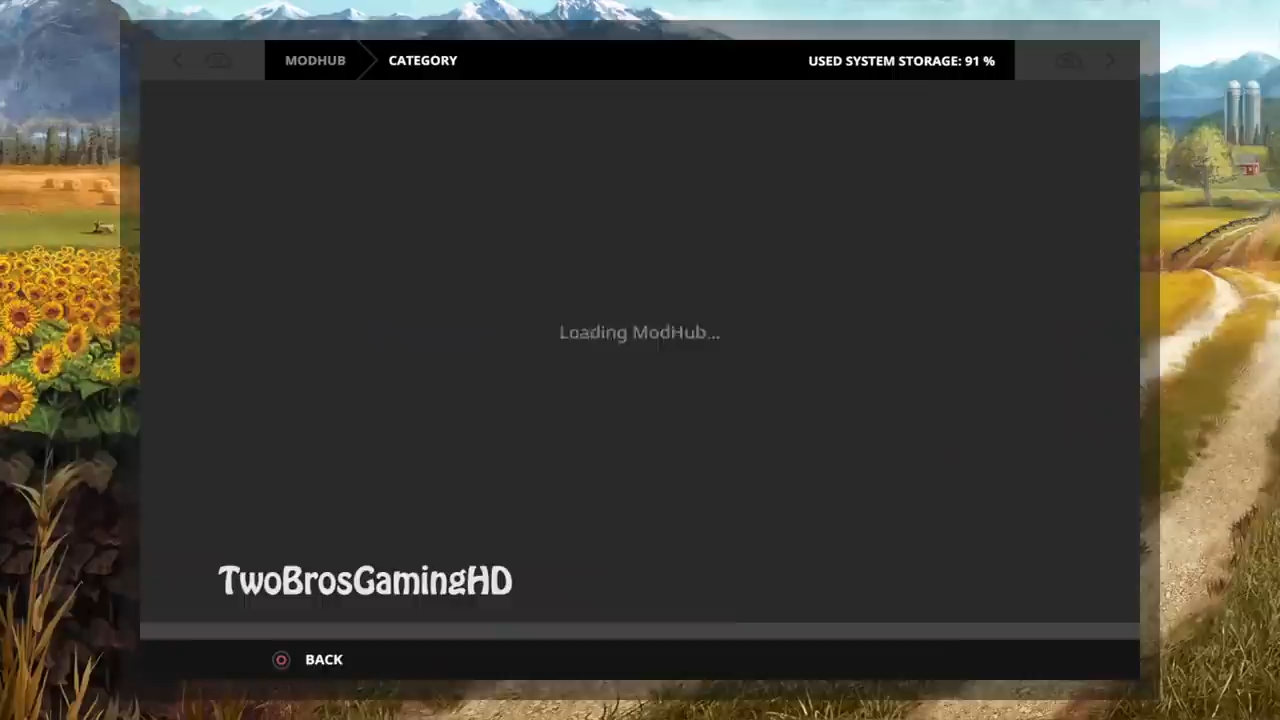 MODHUB
CATEGORY
USED SYSTEM STORAGE: 91 %
Loading ModHub...
TwoBrosGamingHD
BACK